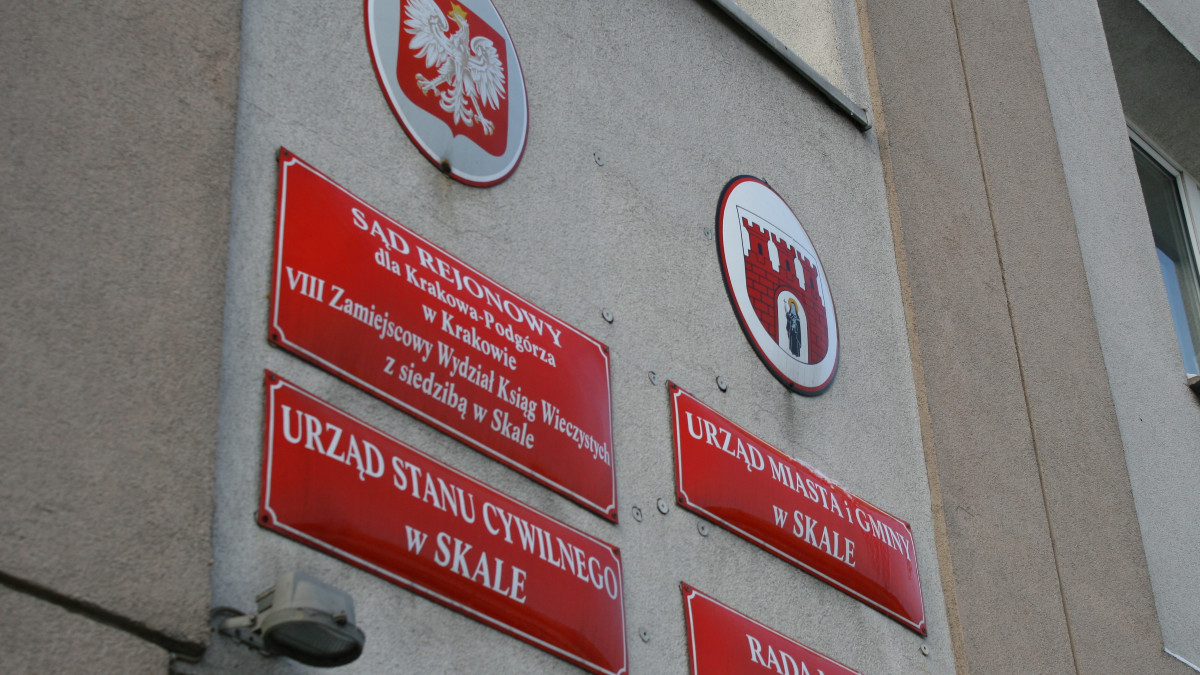 SĄD REJONOWY
dla Krakowa-Podgórza
w Krakowie
VIII Zamiejscowy Wydział Ksiąg Wieczystych
z siedzibą w Skale
URZĄD STANU CYWILNEGO
w SKALE
URZĄD MIASTA i GMINY
w SKALE
RADA